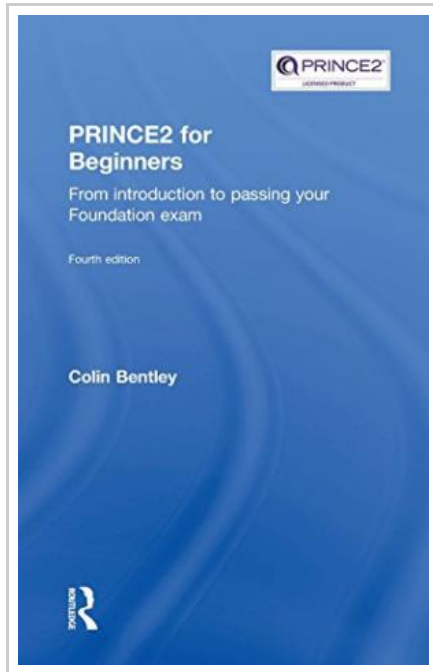 PRINCE2®
LICENSED PRODUCT
PRINCE2 for
Beginners
From introduction to passing your
Foundation exam
Fourth edition
Colin Bentley
ROUTLEDGE